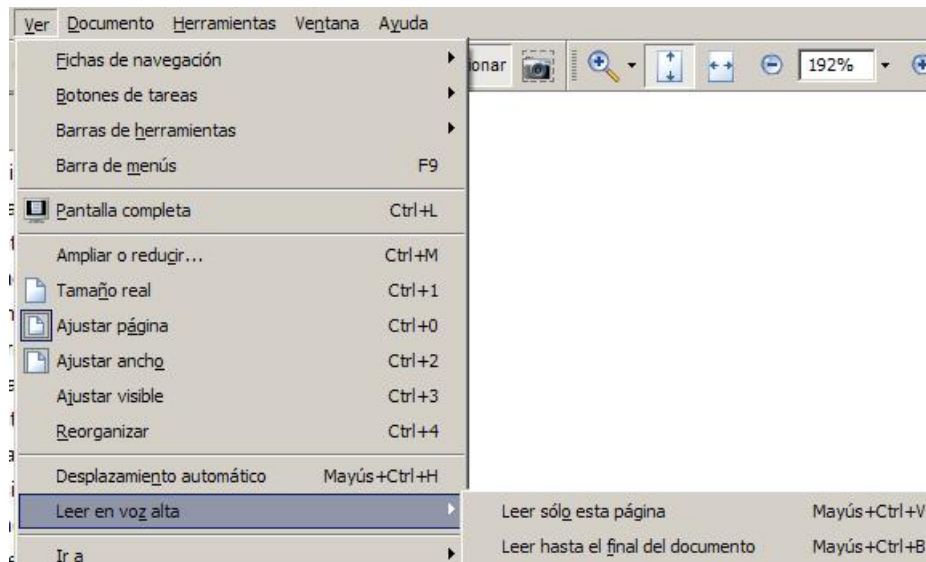 Ver Documento Herramientas Ventana Ayuda
Fichas de navegación
onar 192%
Botones de tareas
Barras de herramientas
Barra de menús F9
Pantalla completa Ctrl+L
Ampliar o reducir... Ctrl+M
Tamaño real Ctrl+1
Ajustar página Ctrl+0
Ajustar ancho Ctrl+2
Ajustar visible Ctrl+3
Reorganizar Ctrl+4
Desplazamiento automático Mayús+Ctrl+H
Leer en voz alta
Leer sólo esta página Mayús+Ctrl+V
Leer hasta el final del documento Mayús+Ctrl+B
Ir a